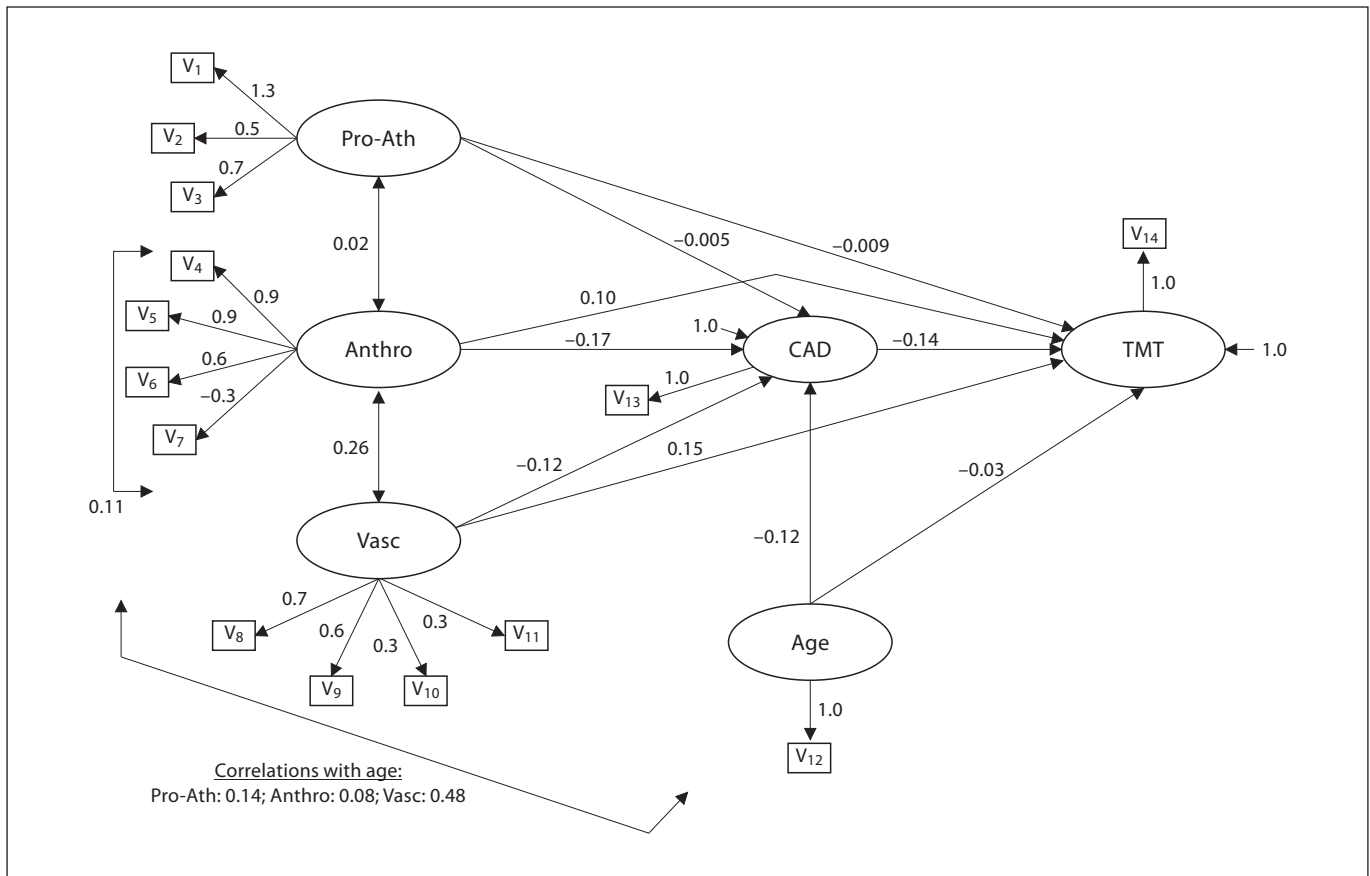 V1
1.3
Pro-Ath
V2
0.5
0.7
V3
0.02
−0.005
−0.009
V14
1.0
V4
0.9
0.10
V5
0.9
1.0
Anthro
−0.17
CAD
−0.14
TMT
1.0
0.6
V6
−0.3
1.0
V13
V7
0.26
−0.12
0.15
−0.03
0.11
Vasc
−0.12
0.7
0.6
0.3
0.3
V8
V11
Age
V9
V10
1.0
V12
Correlations with age:
Pro-Ath: 0.14; Anthro: 0.08; Vasc: 0.48